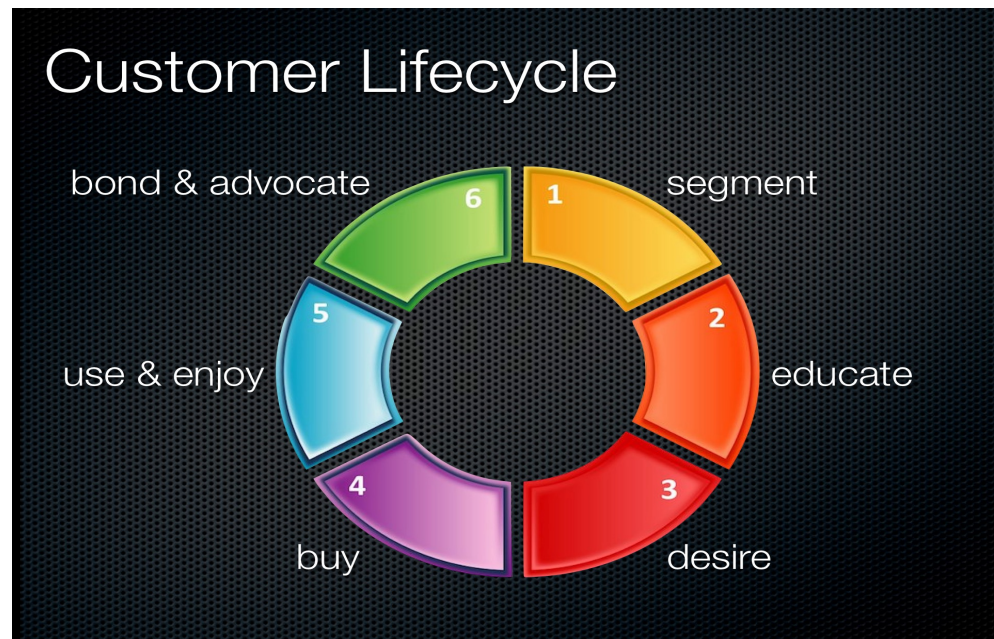 Customer Lifecycle
1
segment
2
educate
3
desire
4
buy
5
use & enjoy
6
bond & advocate